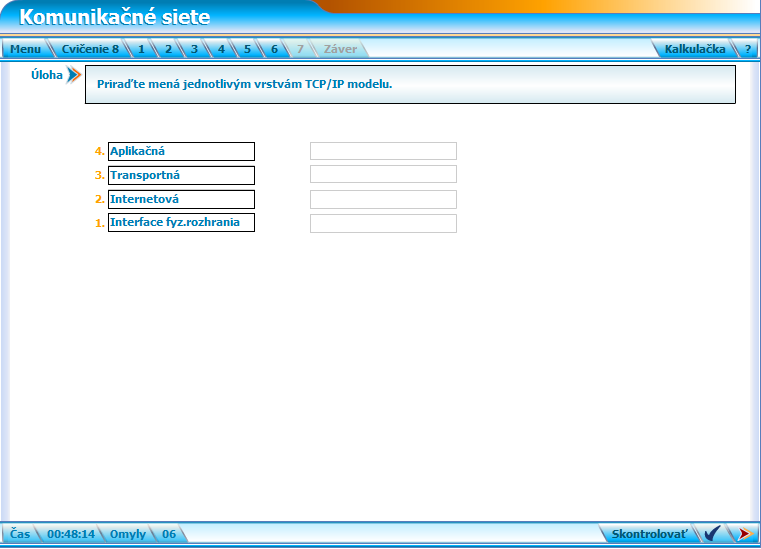 Komunikačné siete
Menu Cvičenie 8 1 2 3 4 5 6 7 Záver Kalkulačka ?
Úloha
Priraďte mená jednotlivým vrstvám TCP/IP modelu.
4. Aplikačná
3. Transportná
2. Internetová
1. Interface fyz.rozhrania
Čas 00:48:14 Omyly 06 Skontrolovať